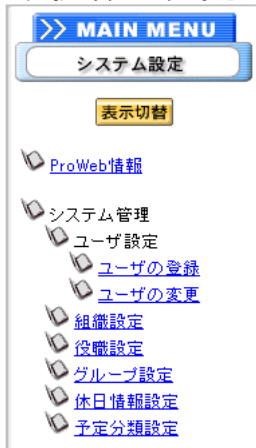 >> MAIN MENU
システム設定
表示切替
ProWeb情報
システム管理
ユーザ設定
ユーザの登録
ユーザの変更
組織設定
役職設定
グループ設定
休日情報設定
予定分類設定